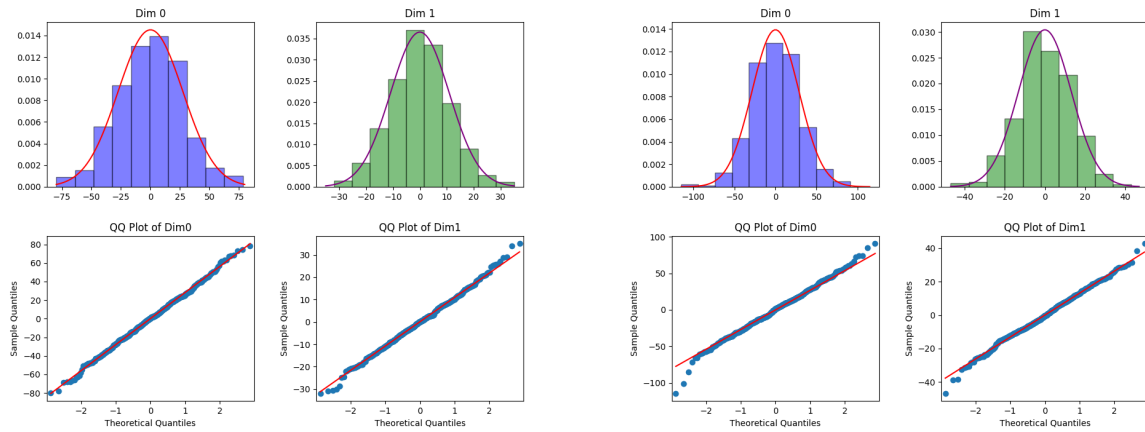 Dim 0
0.014
0.012
0.010
0.008
0.006
0.004
0.002
0.000
-75 -50 -25 0 25 50 75
Dim 1
0.035
0.030
0.025
0.020
0.015
0.010
0.005
0.000
-30 -20 -10 0 10 20 30
Dim 0
0.014
0.012
0.010
0.008
0.006
0.004
0.002
0.000
-100 -50 0 50 100
Dim 1
0.030
0.025
0.020
0.015
0.010
0.005
0.000
-40 -20 0 20 40
QQ Plot of Dim0
Sample Quantiles
80
60
40
20
0
-20
-40
-60
-80
-2 -1 0 1 2
Theoretical Quantiles
QQ Plot of Dim1
30
20
10
0
-10
-20
-30
-2 -1 0 1 2
Theoretical Quantiles
QQ Plot of Dim0
Sample Quantiles
100
50
0
-50
-100
-2 -1 0 1 2
Theoretical Quantiles
QQ Plot of Dim1
40
20
0
-20
-40
-2 -1 0 1 2
Theoretical Quantiles